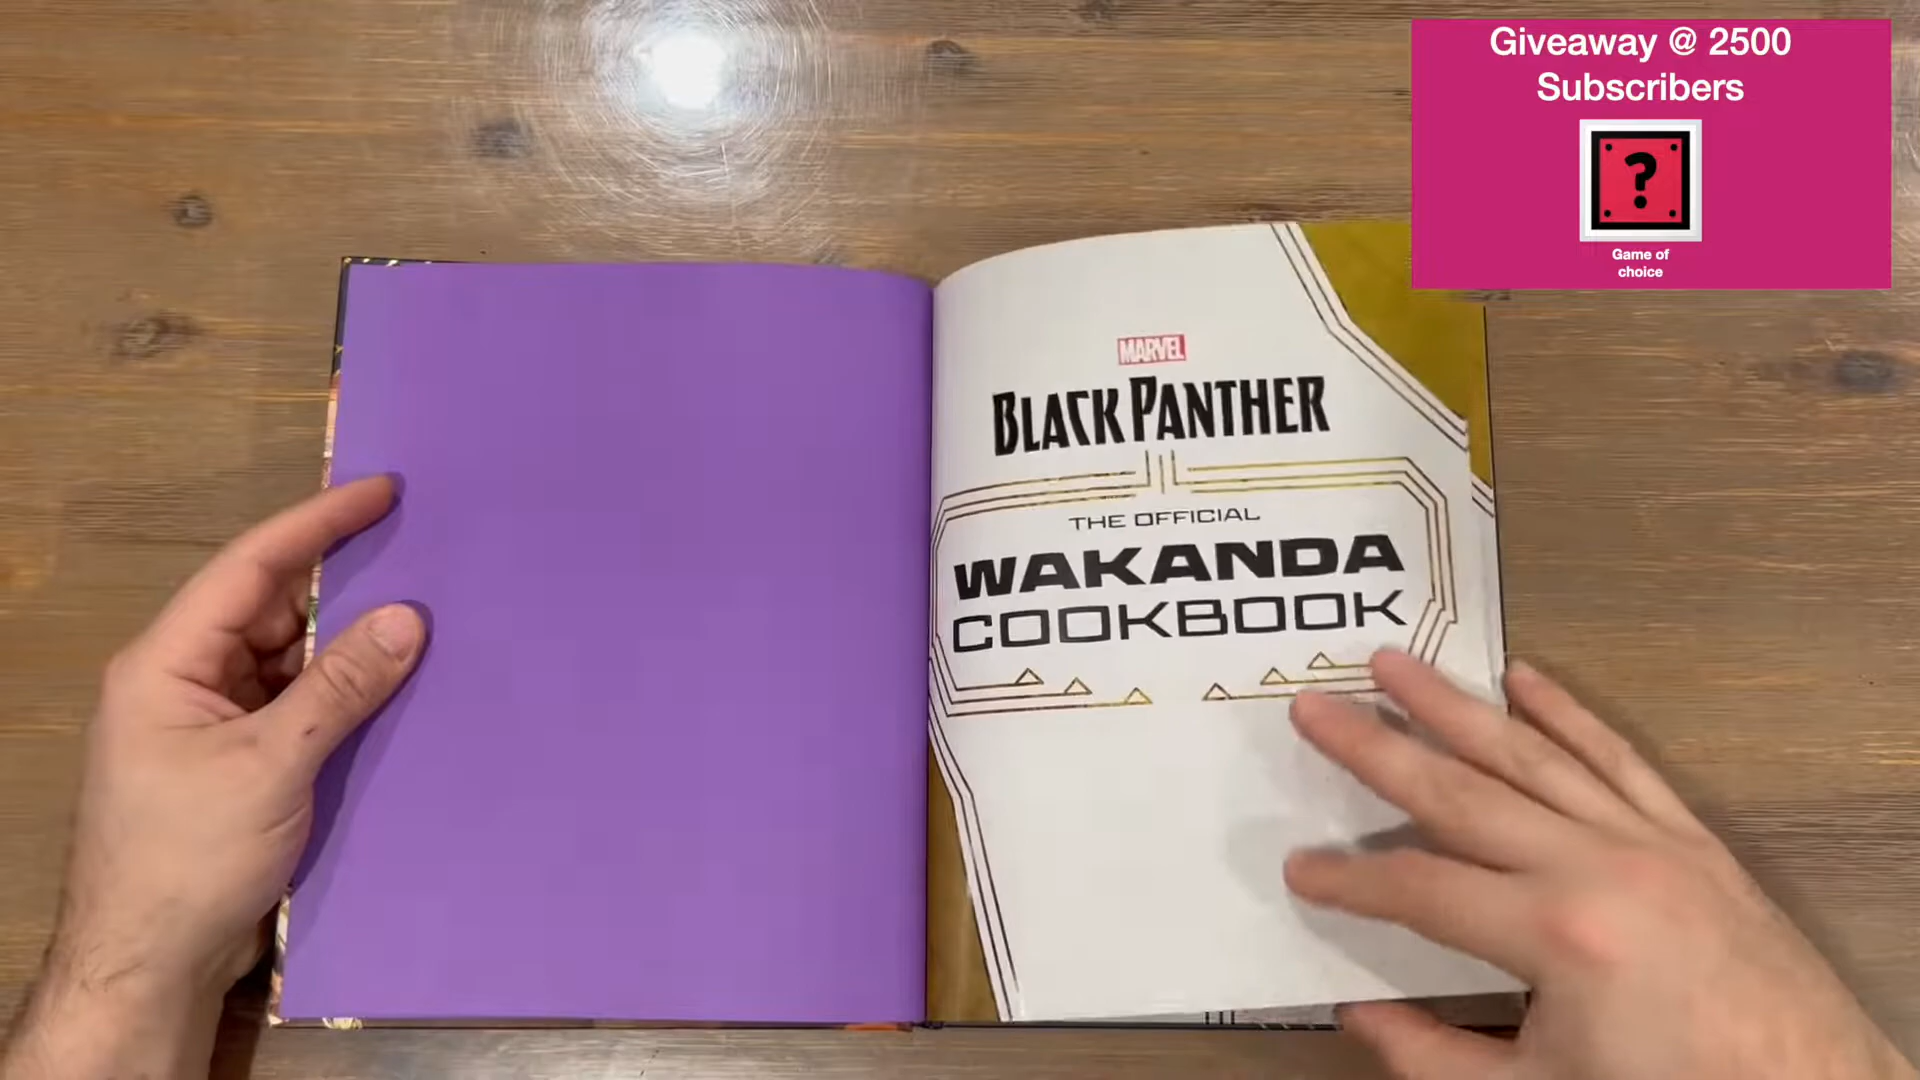 Giveaway @ 2500
Subscribers
?
Game of
choice
MARVEL
BLACK PANTHER
THE OFFICIAL
WAKANDA
COOKBOOK